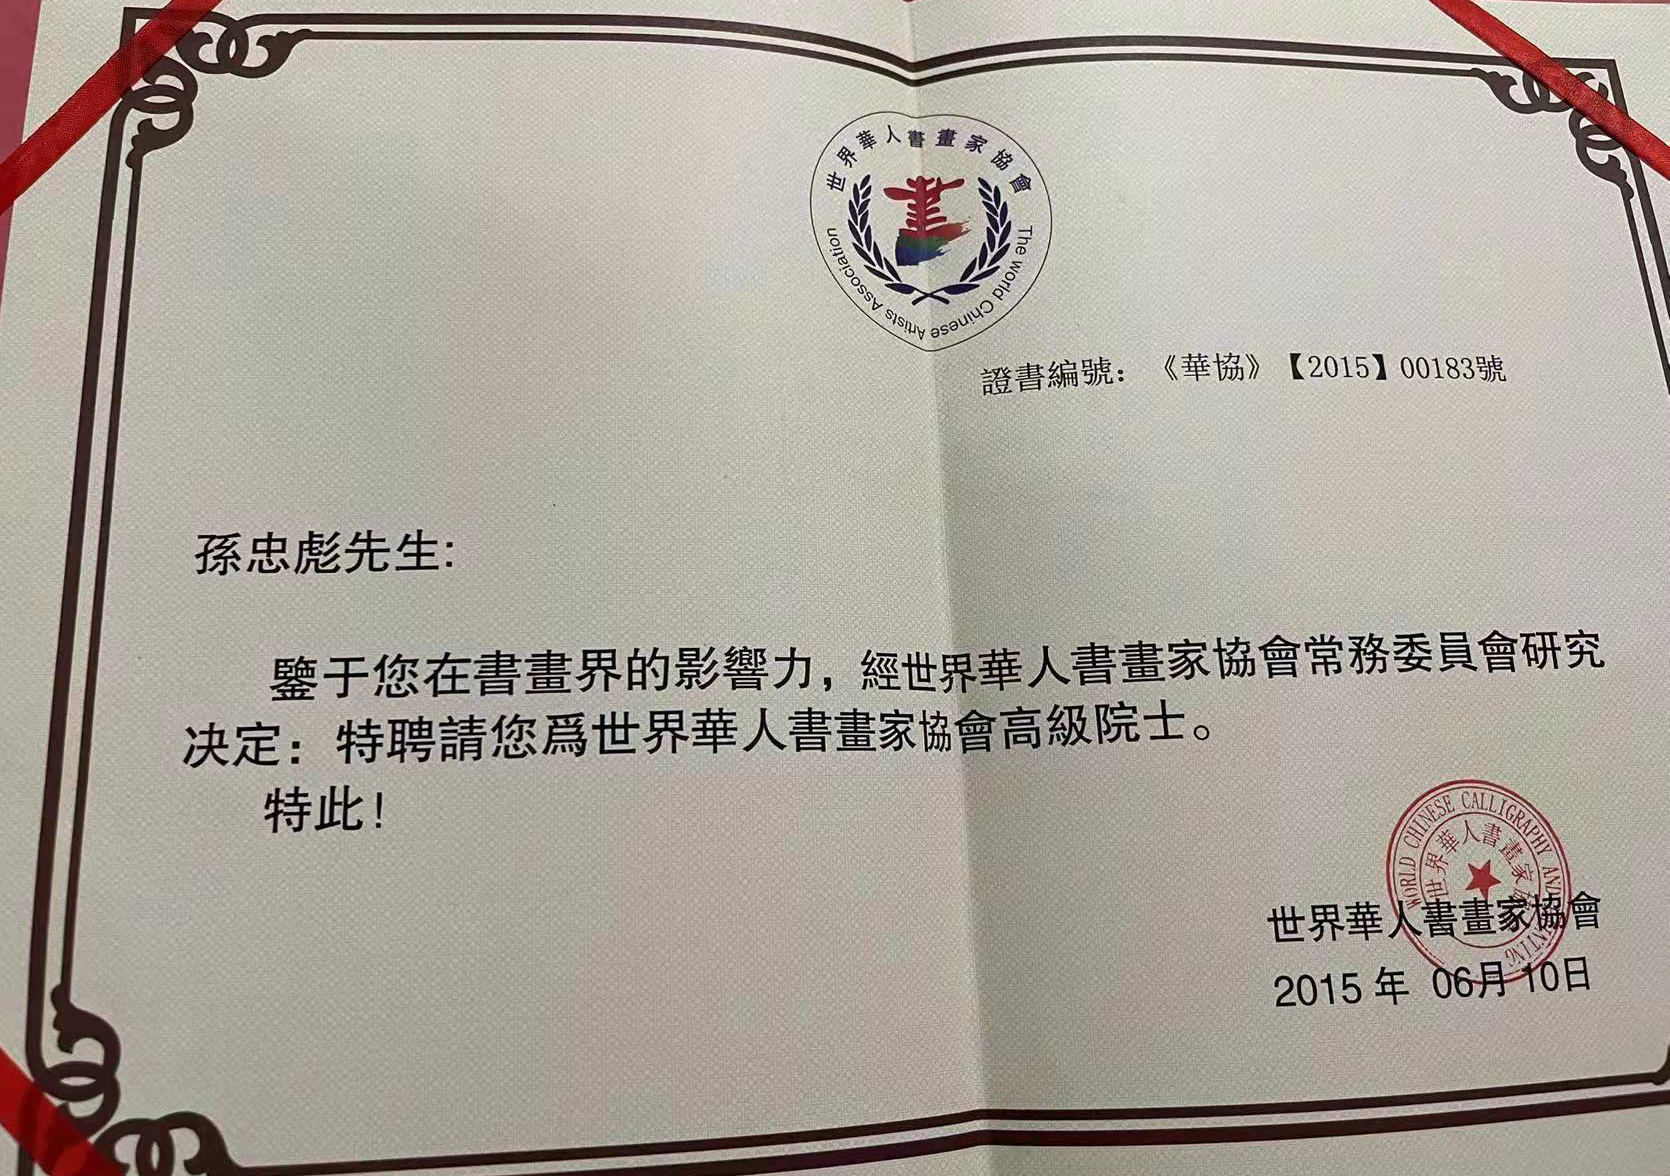 世界華人書畫家協會
The world Chinese Artists Association
證書編號：《華協》【2015】00183號
孫忠彪先生:
鑒于您在書畫界的影響力，經世界華人書畫家協會常務委員會研究
决定：特聘請您爲世界華人書畫家協會高級院士。
特此！
WORLD CHINESE CALLIGRAPHY AND
世界華人書畫家協
世界華人書畫家協會
2015年 06月10日